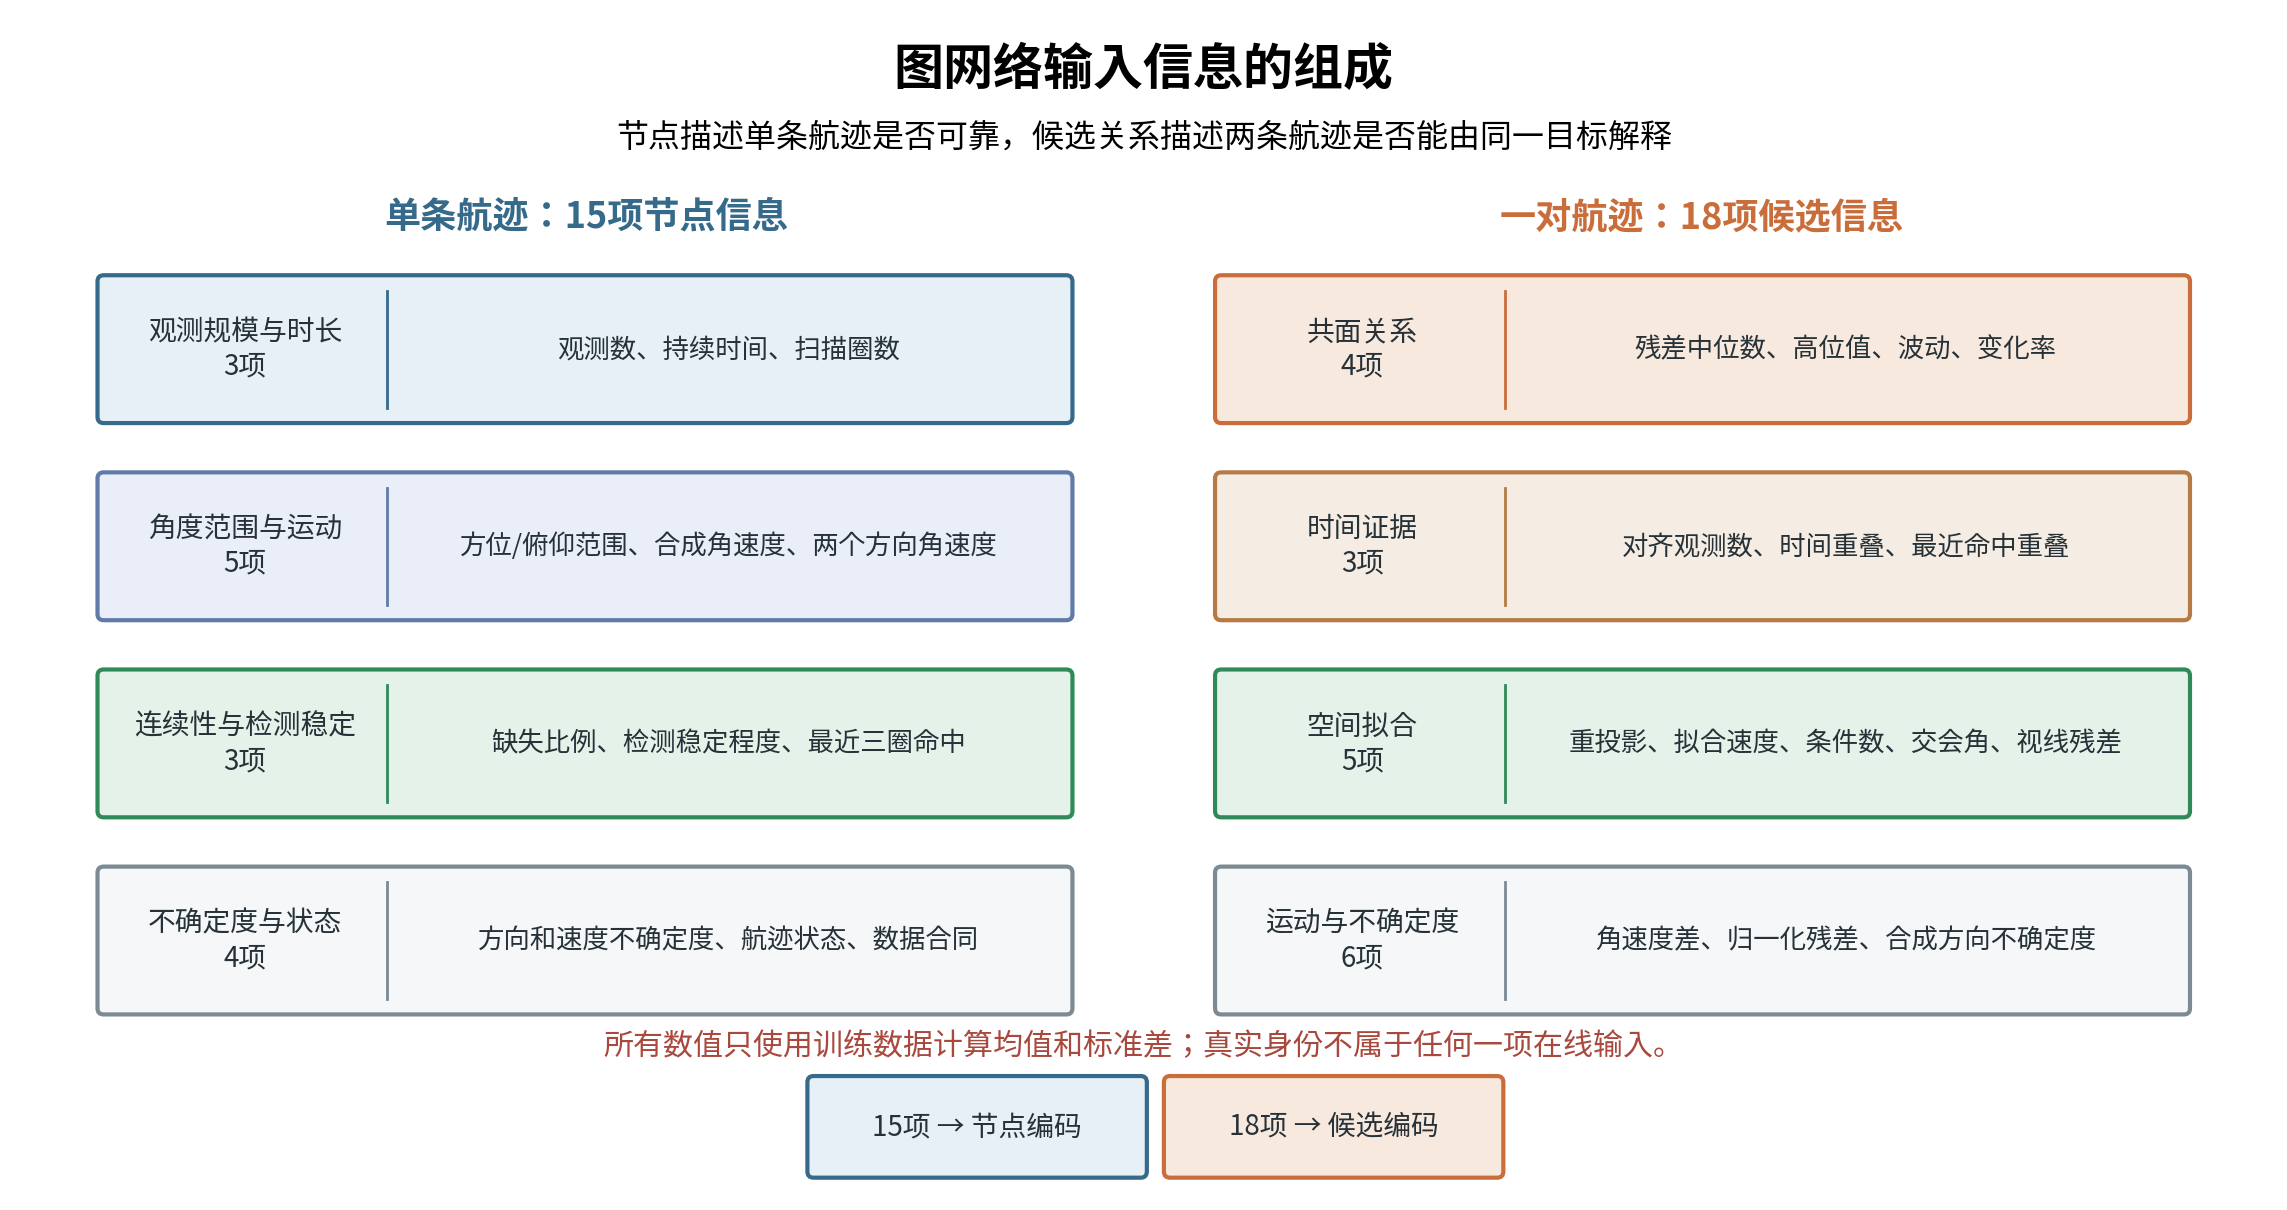 图网络输入信息的组成
节点描述单条航迹是否可靠，候选关系描述两条航迹是否能由同一目标解释
单条航迹：15项节点信息
观测规模与时长
3项
观测数、持续时间、扫描圈数
角度范围与运动
5项
方位/俯仰范围、合成角速度、两个方向角速度
连续性与检测稳定
3项
缺失比例、检测稳定程度、最近三圈命中
不确定度与状态
4项
方向和速度不确定度、航迹状态、数据合同
一对航迹：18项候选信息
共面关系
4项
残差中位数、高位值、波动、变化率
时间证据
3项
对齐观测数、时间重叠、最近命中重叠
空间拟合
5项
重投影、拟合速度、条件数、交会角、视线残差
运动与不确定度
6项
角速度差、归一化残差、合成方向不确定度
所有数值只使用训练数据计算均值和标准差；真实身份不属于任何一项在线输入。
15项 → 节点编码
18项 → 候选编码